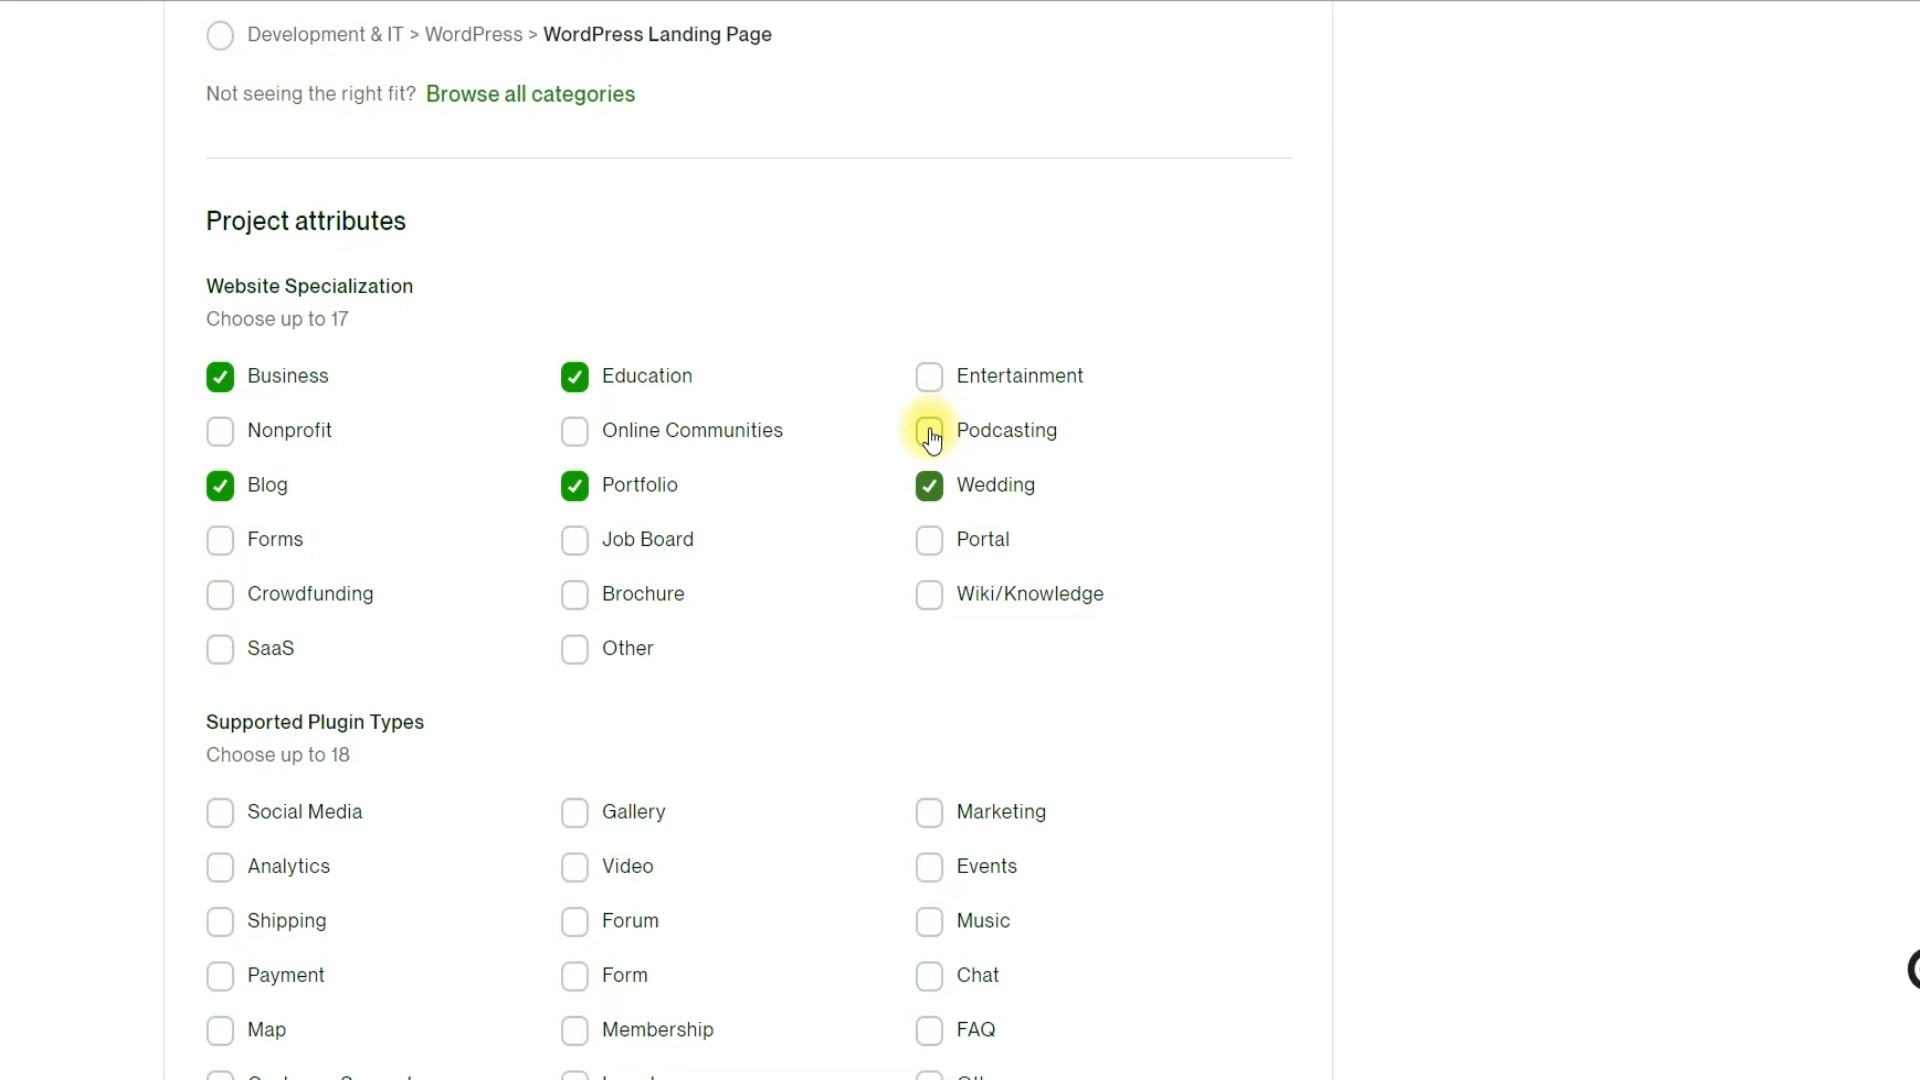 Development & IT > WordPress > WordPress Landing Page
Not seeing the right fit? Browse all categories
Project attributes
Website Specialization
Choose up to 17
Business Education Entertainment
Nonprofit Online Communities Podcasting
Blog Portfolio Wedding
Forms Job Board Portal
Crowdfunding Brochure Wiki/Knowledge
SaaS Other
Supported Plugin Types
Choose up to 18
Social Media Gallery Marketing
Analytics Video Events
Shipping Forum Music
Payment Form Chat
Map Membership FAQ